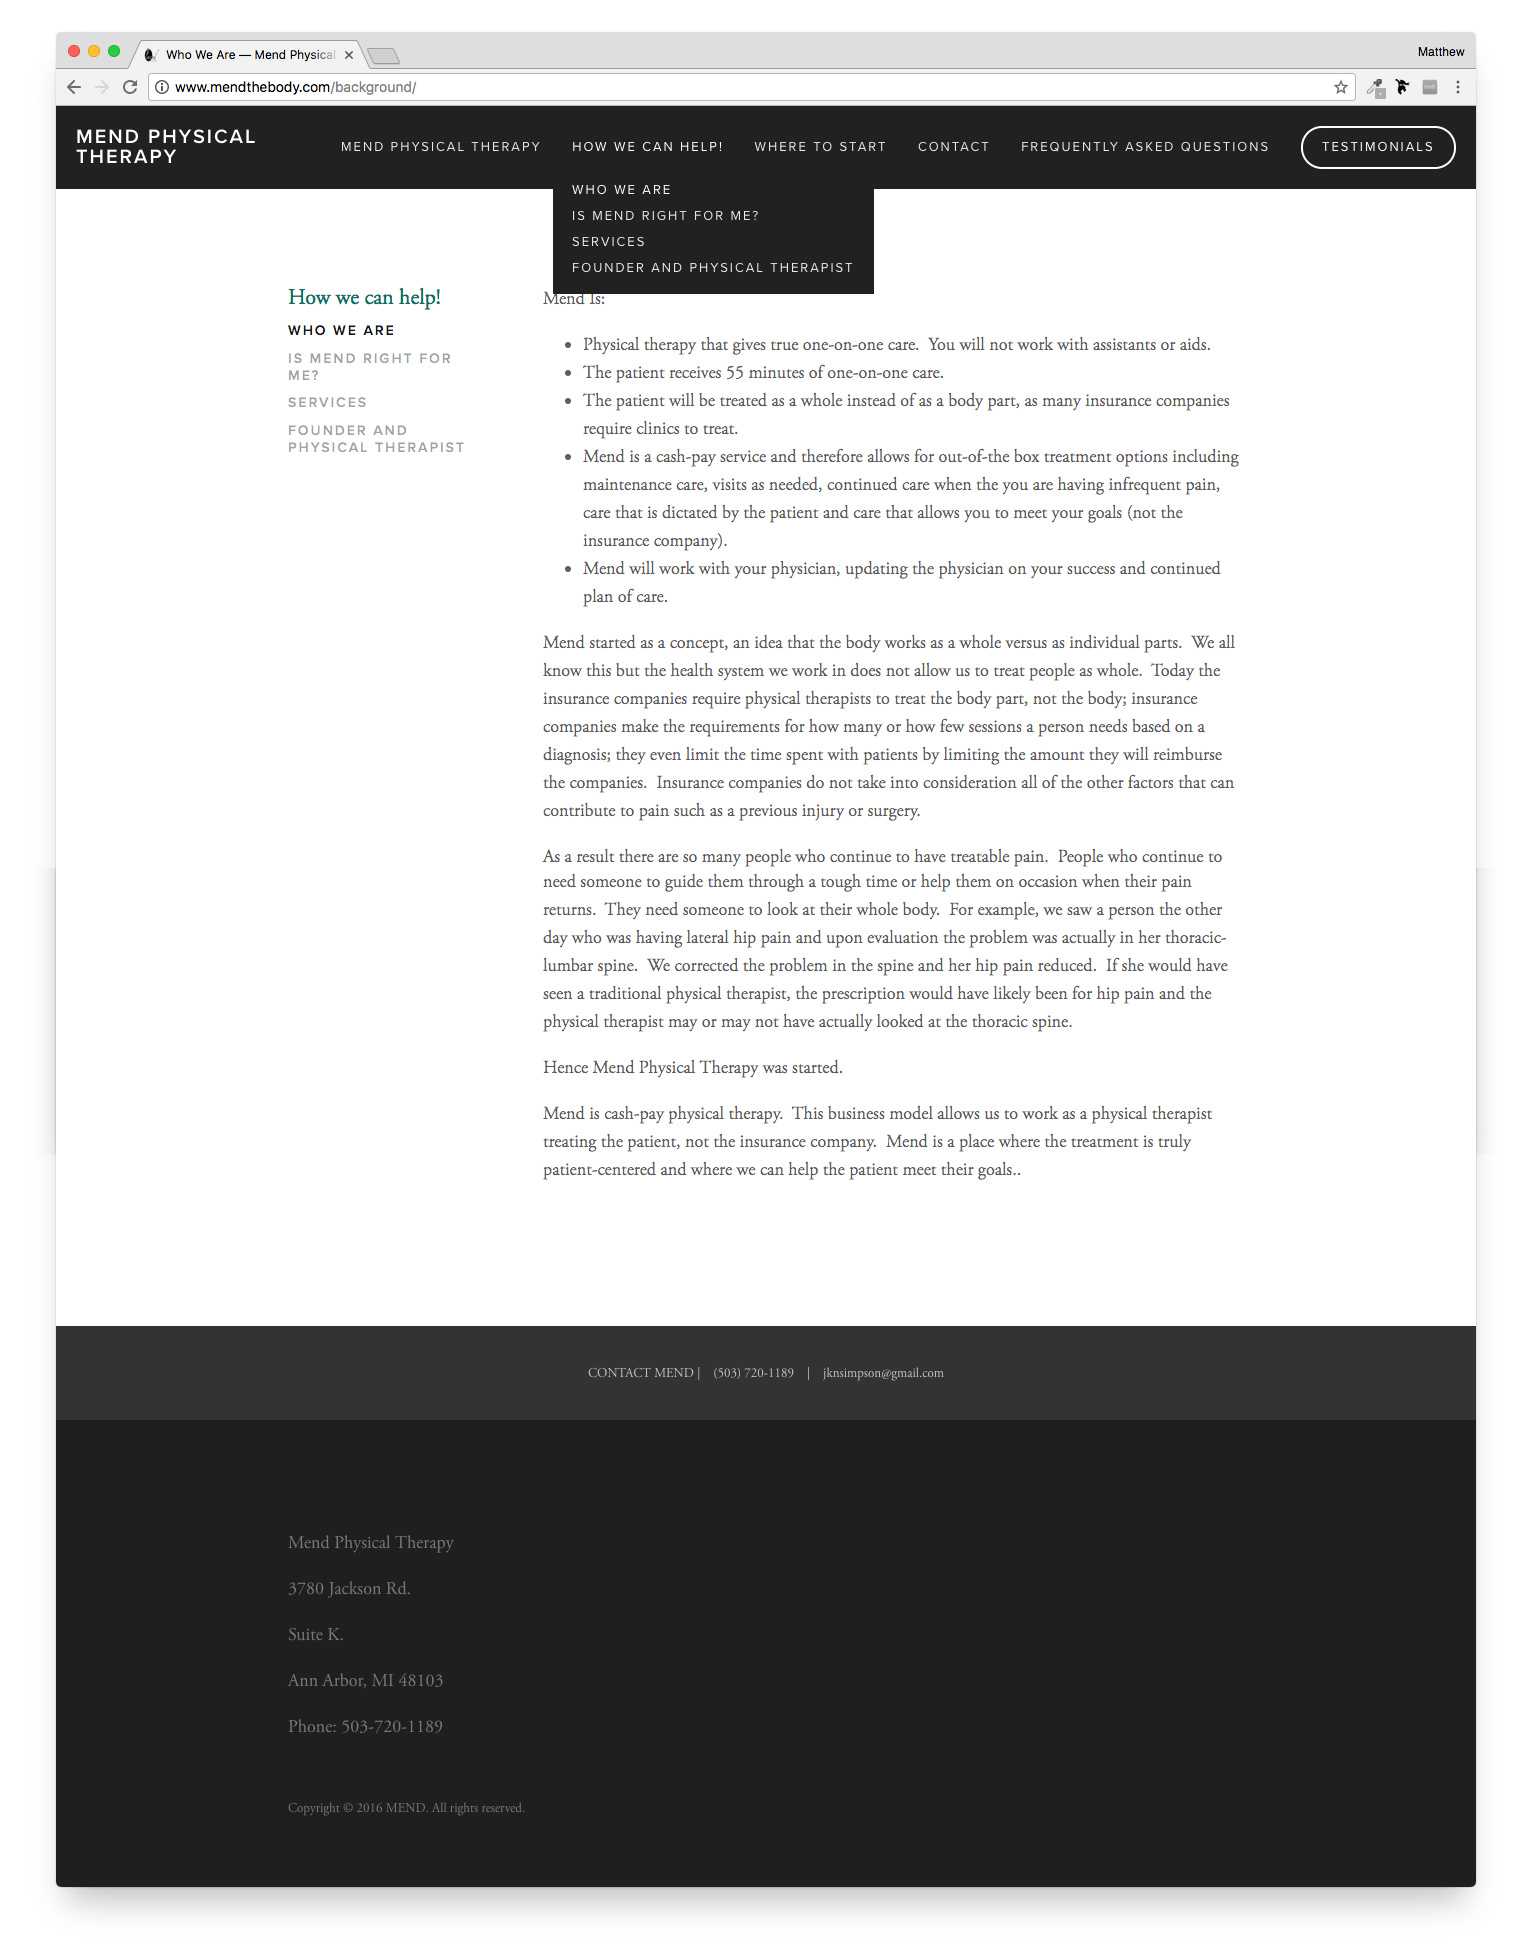 Who We Are — Mend Physical
Matthew
www.mendthebody.com/background/
MEND PHYSICAL
THERAPY
MEND PHYSICAL THERAPY
HOW WE CAN HELP!
WHERE TO START
CONTACT
FREQUENTLY ASKED QUESTIONS
TESTIMONIALS
WHO WE ARE
IS MEND RIGHT FOR ME?
SERVICES
FOUNDER AND PHYSICAL THERAPIST
How we can help!
WHO WE ARE
IS MEND RIGHT FOR
ME?
SERVICES
FOUNDER AND
PHYSICAL THERAPIST
Mend Is:
Physical therapy that gives true one-on-one care.  You will not work with assistants or aids.
The patient receives 55 minutes of one-on-one care.
The patient will be treated as a whole instead of as a body part, as many insurance companies
require clinics to treat.
Mend is a cash-pay service and therefore allows for out-of-the box treatment options including
maintenance care, visits as needed, continued care when the you are having infrequent pain,
care that is dictated by the patient and care that allows you to meet your goals (not the
insurance company).
Mend will work with your physician, updating the physician on your success and continued
plan of care.
Mend started as a concept, an idea that the body works as a whole versus as individual parts.  We all
know this but the health system we work in does not allow us to treat people as whole.  Today the
insurance companies require physical therapists to treat the body part, not the body; insurance
companies make the requirements for how many or how few sessions a person needs based on a
diagnosis; they even limit the time spent with patients by limiting the amount they will reimburse
the companies.  Insurance companies do not take into consideration all of the other factors that can
contribute to pain such as a previous injury or surgery.
As a result there are so many people who continue to have treatable pain.  People who continue to
need someone to guide them through a tough time or help them on occasion when their pain
returns.  They need someone to look at their whole body.  For example, we saw a person the other
day who was having lateral hip pain and upon evaluation the problem was actually in her thoracic-
lumbar spine.  We corrected the problem in the spine and her hip pain reduced.  If she would have
seen a traditional physical therapist, the prescription would have likely been for hip pain and the
physical therapist may or may not have actually looked at the thoracic spine.
Hence Mend Physical Therapy was started.
Mend is cash-pay physical therapy.  This business model allows us to work as a physical therapist
treating the patient, not the insurance company.  Mend is a place where the treatment is truly
patient-centered and where we can help the patient meet their goals..
CONTACT MEND |    (503) 720-1189    |    jknsimpson@gmail.com
Mend Physical Therapy
3780 Jackson Rd.
Suite K.
Ann Arbor, MI 48103
Phone: 503-720-1189
Copyright © 2016 MEND. All rights reserved.